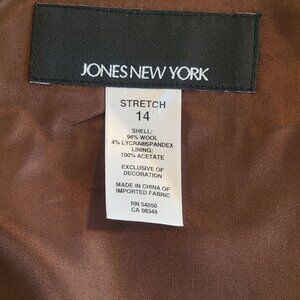 JONES NEW YORK
STRETCH
14
SHELL:
96% WOOL
4% LYCRA®SPANDEX
LINING:
100% ACETATE
EXCLUSIVE OF
DECORATION
MADE IN CHINA OF
IMPORTED FABRIC
RN 54050
CA 08349